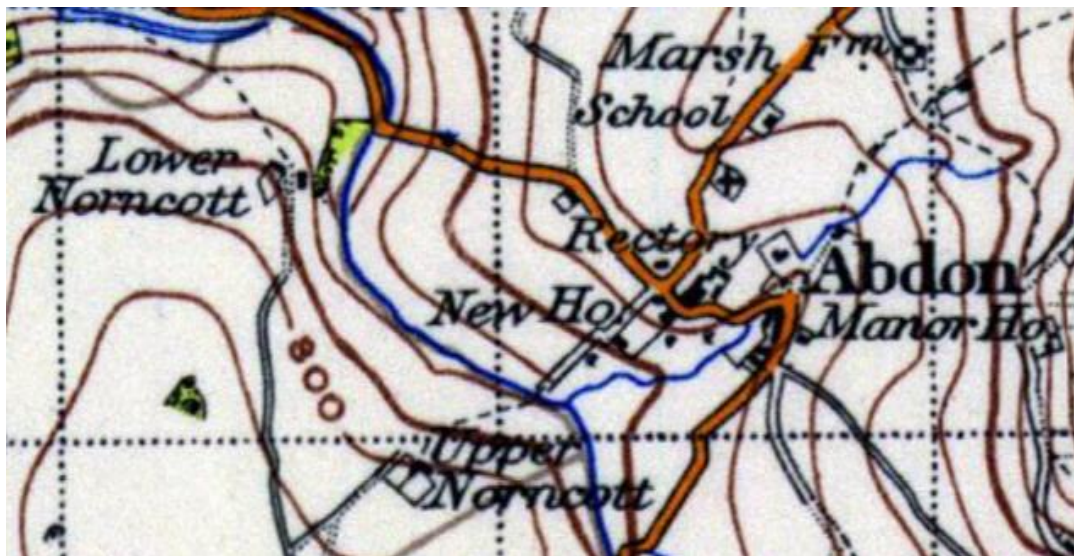 Marsh Fm.
School
Lower
Norncott
Rectory
Abdon
New Ho.
Manor Ho.
800
Upper
Norncott